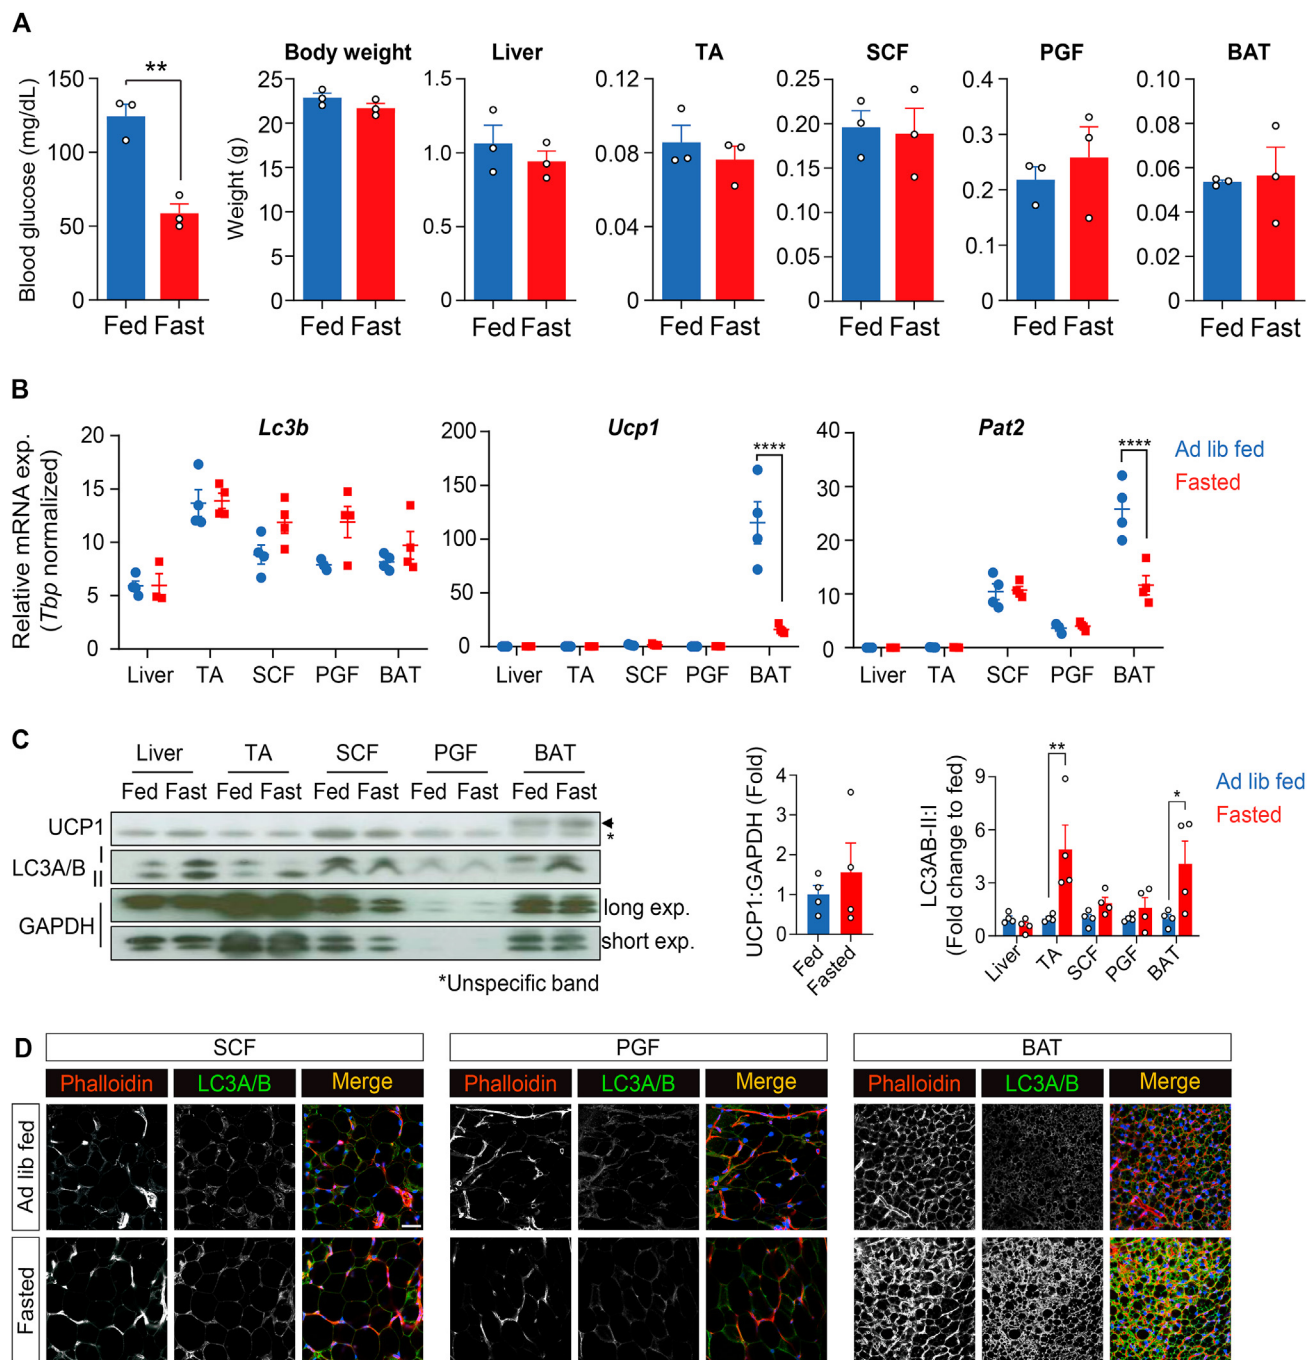 A
Body weight Liver TA SCF PGF BAT
Blood glucose (mg/dL)
150
100
50
0
**
Fed Fast
Weight (g)
25
20
15
10
5
0
Fed Fast
1.5
1.0
0.5
0
Fed Fast
0.12
0.08
0.04
0
Fed Fast
0.25
0.20
0.15
0.10
0.05
0
Fed Fast
0.4
0.3
0.2
0.1
0
Fed Fast
0.10
0.08
0.06
0.04
0.02
0
Fed Fast
B
Relative mRNA exp.
(Tbp normalized)
Lc3b
20
15
10
5
0
Liver TA SCF PGF BAT
Ucp1
200
150
100
50
0
****
Liver TA SCF PGF BAT
Pat2
40
30
20
10
0
****
Liver TA SCF PGF BAT
Ad lib fed
Fasted
C
Liver TA SCF PGF BAT
Fed Fast Fed Fast Fed Fast Fed Fast Fed Fast
UCP1
*
LC3A/B
I
II
GAPDH
long exp.
short exp.
*Unspecific band
UCP1:GAPDH (Fold)
4
3
2
1
0
Fed
Fasted
LC3AB-II:I
(Fold change to fed)
9
6
3
0
**
*
Liver TA SCF PGF BAT
Ad lib fed
Fasted
D
SCF PGF BAT
Phalloidin LC3A/B Merge Phalloidin LC3A/B Merge Phalloidin LC3A/B Merge
Ad lib fed
Fasted